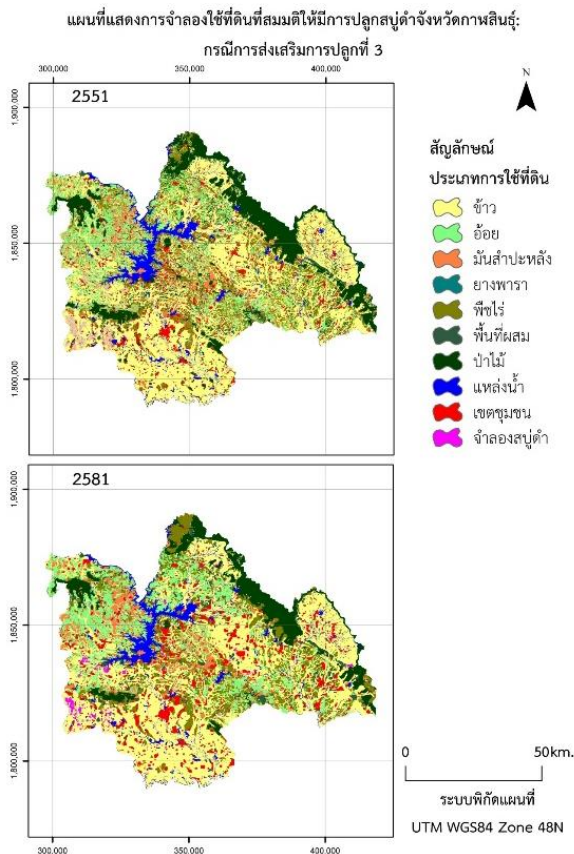 แผนที่แสดงการจำลองใช้ที่ดินที่สมมติให้มีการปลูกสบู่ดำจังหวัดกาฬสินธุ์:
กรณีการส่งเสริมการปลูกที่ 3
300,000 350,000 400,000
2551
1,900,000
1,850,000
1,800,000
N
สัญลักษณ์
ประเภทการใช้ที่ดิน
ข้าว
อ้อย
มันสำปะหลัง
ยางพารา
พืชไร่
พื้นที่ผสม
ป่าไม้
แหล่งน้ำ
เขตชุมชน
จำลองสบู่ดำ
2581
1,900,000
1,850,000
1,800,000
300,000 350,000 400,000
0 50km.
ระบบพิกัดแผนที่
UTM WGS84 Zone 48N